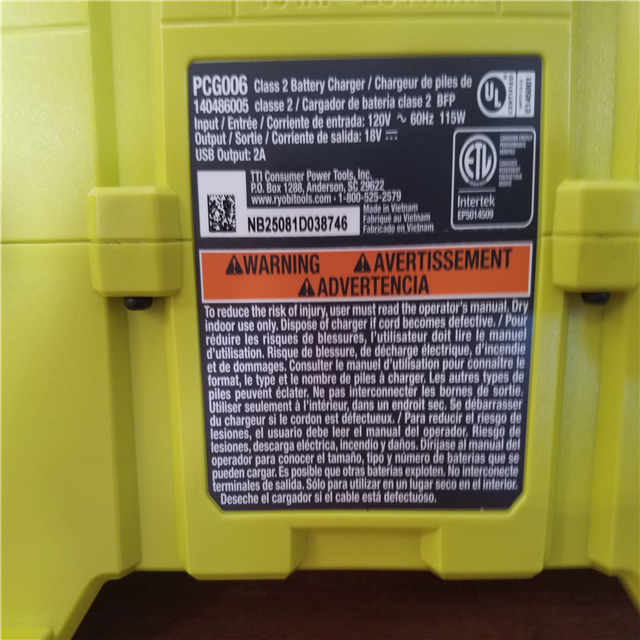 PCG006 Class 2 Battery Charger / Chargeur de piles de
140486005 classe 2 / Cargador de bateria clase 2 BFP
Input / Entrée / Corriente de entrada: 120V ~ 60Hz 115W
Output / Sortie / Corriente de salida: 18V ⎓
USB Output: 2A
UL
CERTIFIED
TTI Consumer Power Tools, Inc.
P.O. Box 1288, Anderson, SC 29622
www.ryobitools.com · 1-800-525-2579
NB25081D038746
Made in Vietnam
Fabriqué au Vietnam
Fabricado en Vietnam
ETL
Intertek
EPS014509
⚠WARNING ⚠AVERTISSEMENT
⚠ADVERTENCIA
To reduce the risk of injury, user must read the operator's manual. Dry
indoor use only. Dispose of charger if cord becomes defective. / Pour
réduire les risques de blessures, l'utilisateur doit lire le manuel
d'utilisation. Risque de blessure, de décharge électrique, d'incendie
et de dommages. Consulter le manuel d'utilisation pour connaître le
format, le type et le nombre de piles à charger. Les autres types de
piles peuvent éclater. Ne pas interconnecter les bornes de sortie.
Utiliser seulement à l'intérieur, dans un endroit sec. Se débarrasser
du chargeur si le cordon est défectueux. / Para reducir el riesgo de
lesiones, el usuario debe leer el manual del operador. Riesgo de
lesiones, descarga eléctrica, incendio y daños. Diríjase al manual del
operador para conocer el tamaño, tipo y número de baterías que se
pueden cargar. Es posible que otras baterías exploten. No interconecte
terminales de salida. Sólo para utilizar en un lugar seco en el interior.
Deseche el cargador si el cable está defectuoso.